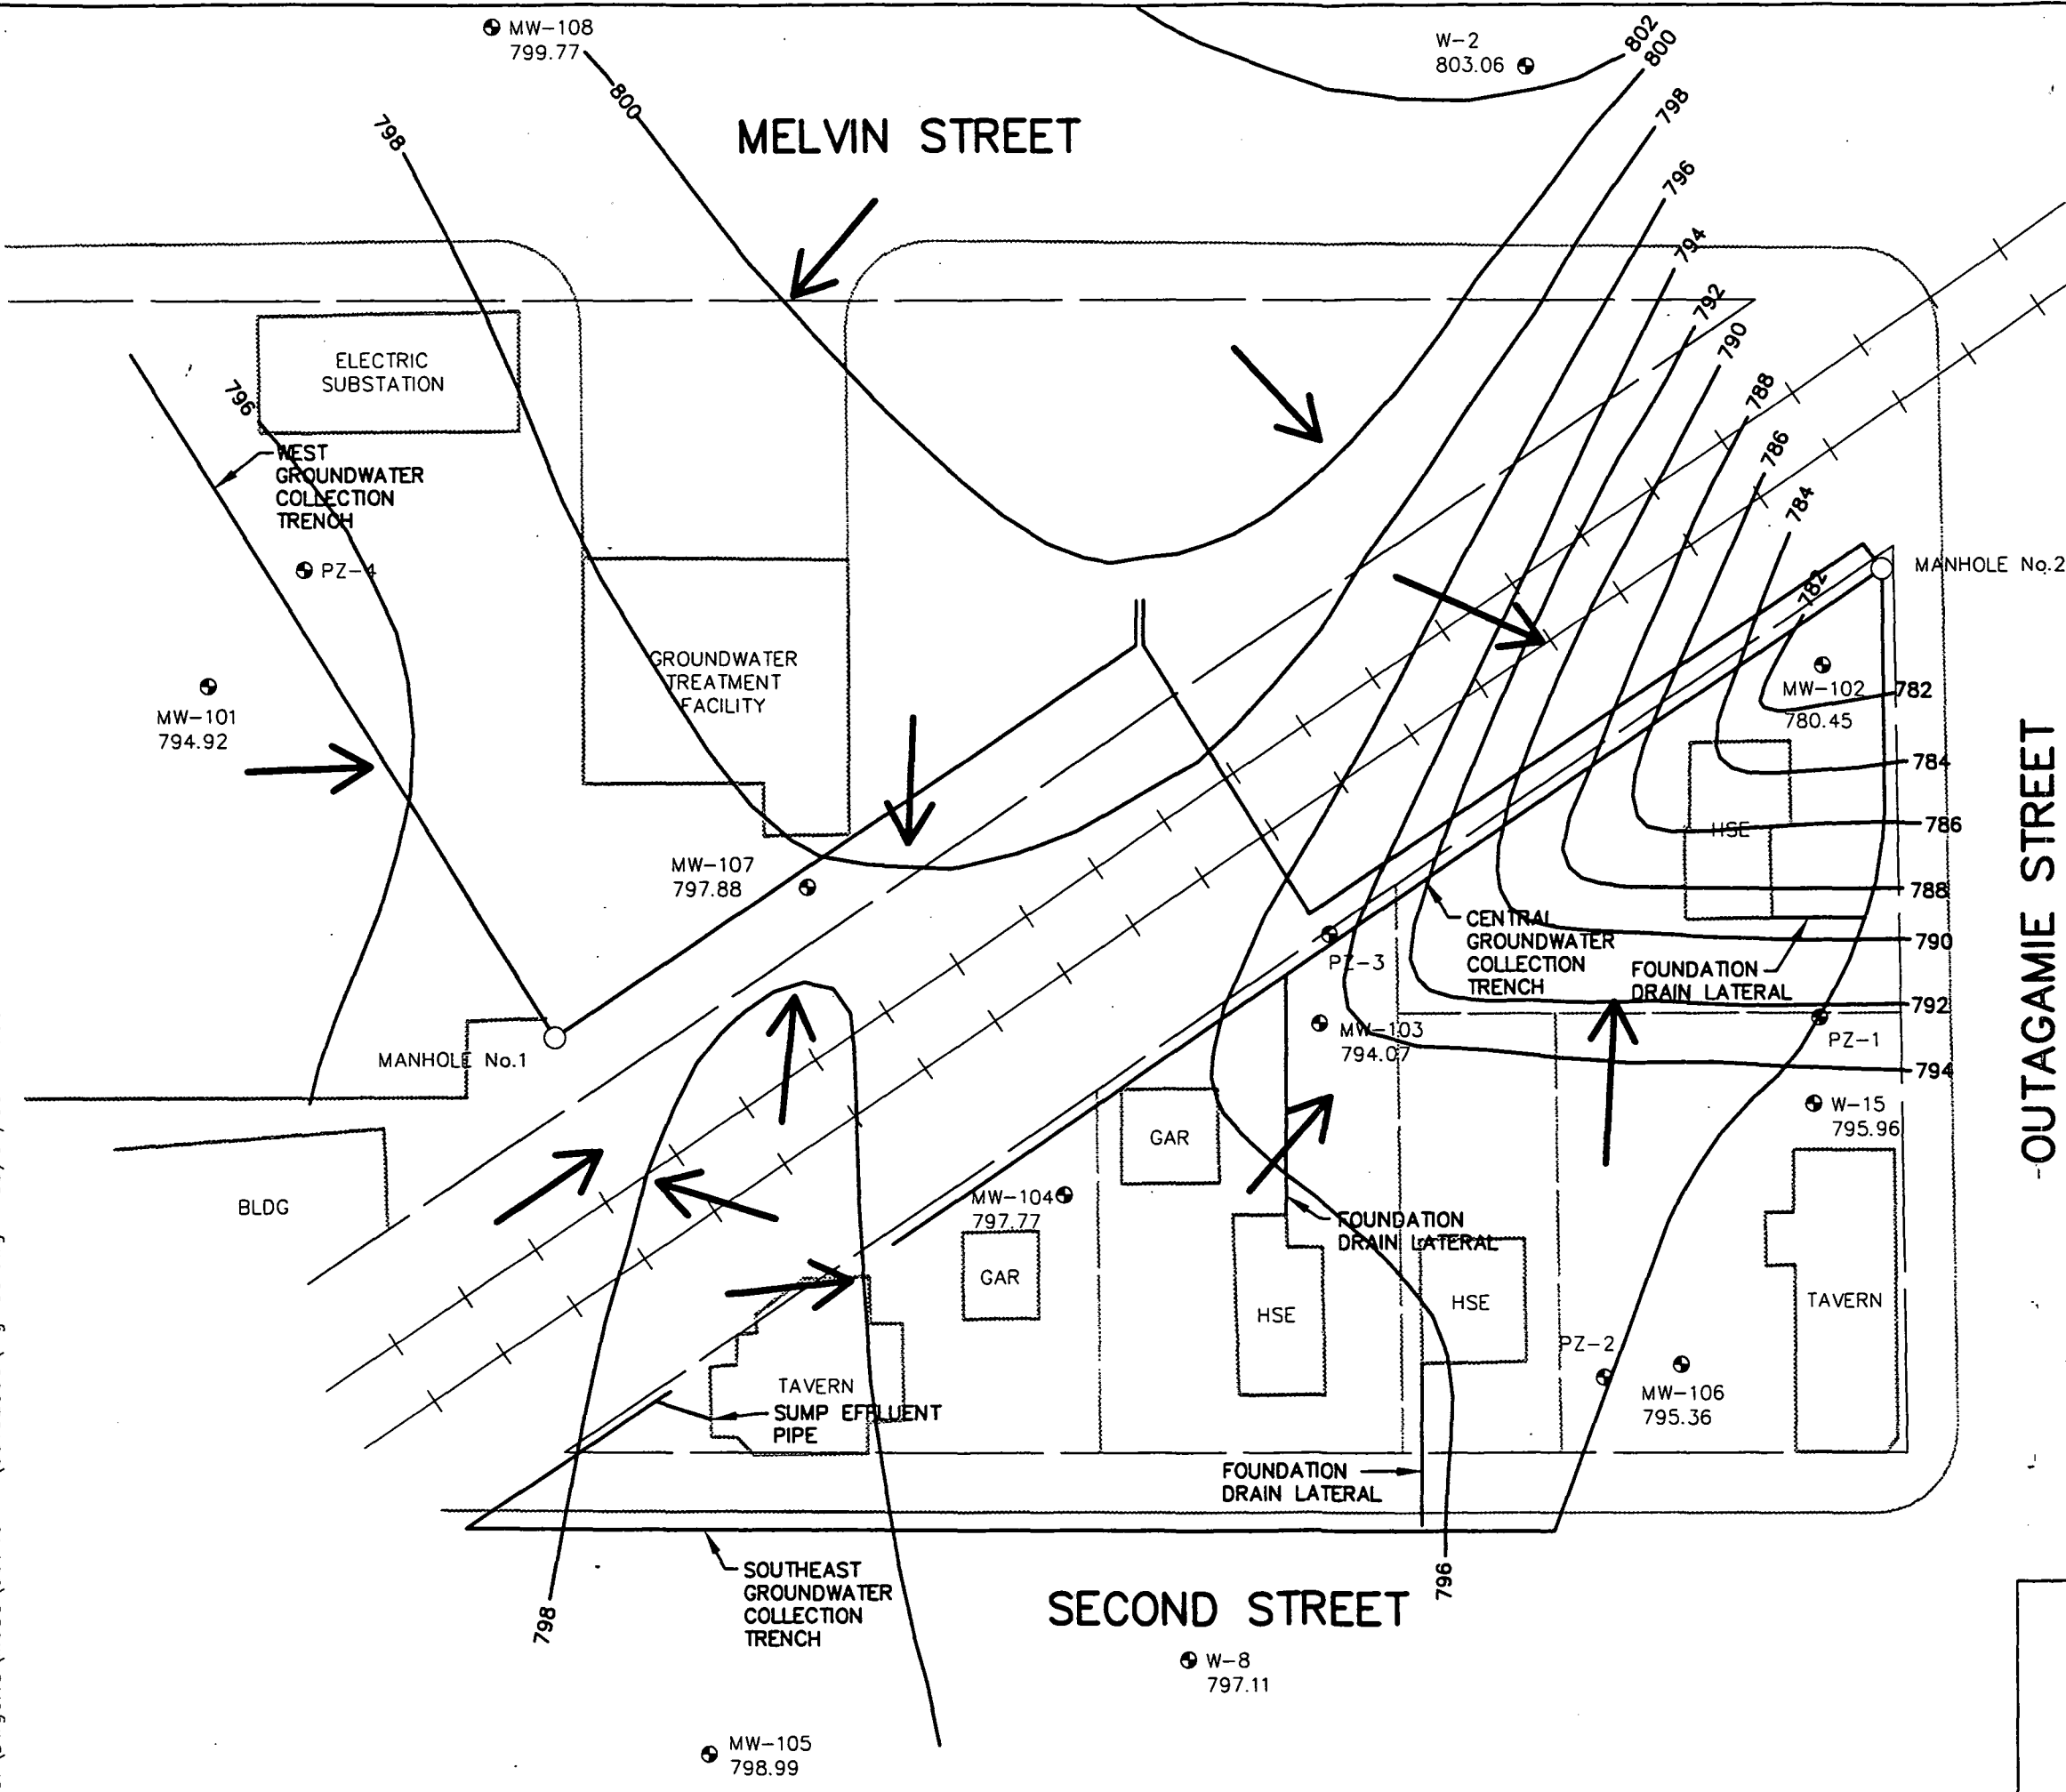 MW-108
799.77
W-2
803.06
802
800
798
796
794
792
790
788
786
784
782
800
798
MELVIN STREET
ELECTRIC
SUBSTATION
796
WEST
GROUNDWATER
COLLECTION
TRENCH
PZ-4
MANHOLE No.2
MW-101
794.92
GROUNDWATER
TREATMENT
FACILITY
MW-102
780.45
782
784
786
788
790
792
794
HSE
OUTAGAMIE STREET
MW-107
797.88
CENTRAL
GROUNDWATER
COLLECTION
TRENCH
PZ-3
FOUNDATION
DRAIN LATERAL
MW-103
794.07
PZ-1
MANHOLE No.1
W-15
795.96
GAR
BLDG
MW-104
797.77
FOUNDATION
DRAIN LATERAL
GAR
HSE
HSE
TAVERN
PZ-2
MW-106
795.36
TAVERN
SUMP EFFLUENT
PIPE
FOUNDATION
DRAIN LATERAL
SOUTHEAST
GROUNDWATER
COLLECTION
TRENCH
798
796
SECOND STREET
W-8
797.11
MW-105
798.99